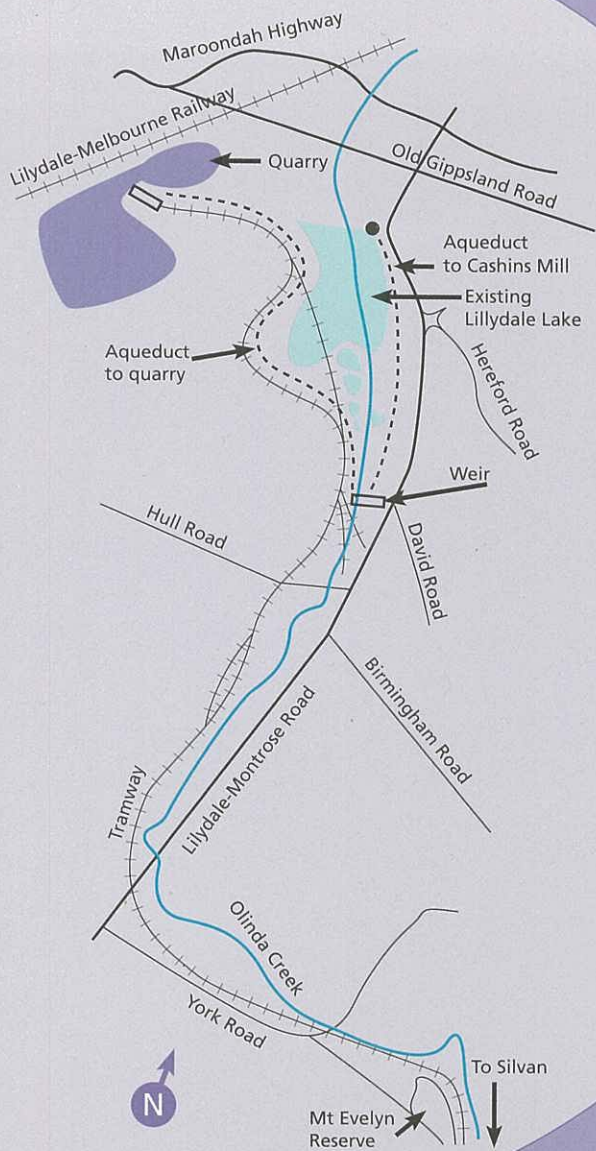 Maroondah Highway
Lilydale-Melbourne Railway
Quarry
Old Gippsland Road
Aqueduct
to Cashins Mill
Existing
Lillydale Lake
Aqueduct
to quarry
Hereford Road
Weir
Hull Road
David Road
Birmingham Road
Lilydale-Montrose Road
Tramway
Olinda Creek
York Road
To Silvan
N
Mt Evelyn
Reserve